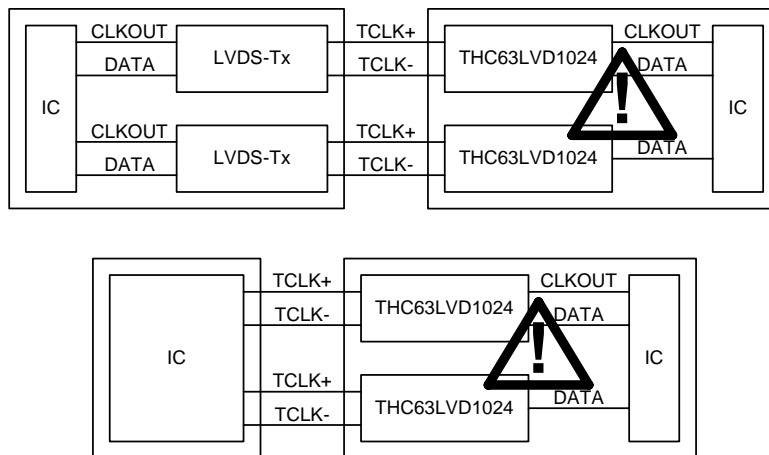 CLKOUT TCLK+ CLKOUT
LVDS-Tx THC63LVD1024
DATA TCLK- DATA
IC ! IC
CLKOUT TCLK+
LVDS-Tx THC63LVD1024
DATA TCLK- DATA
TCLK+ CLKOUT
THC63LVD1024
TCLK- DATA
IC ! IC
TCLK+
THC63LVD1024
TCLK- DATA